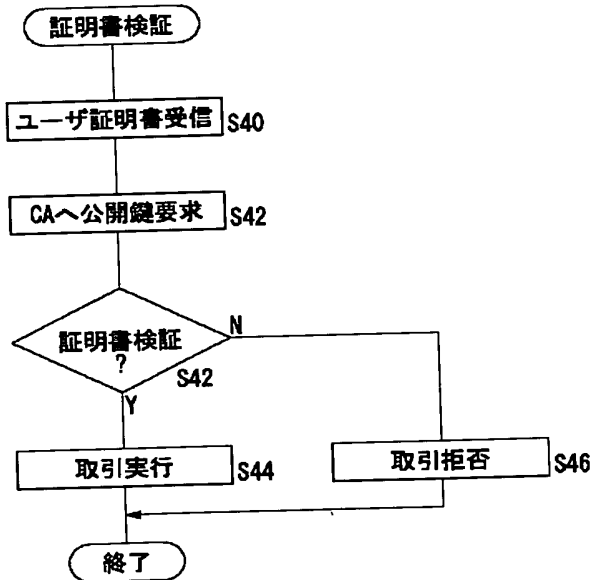 証明書検証
ユーザ証明書受信 S40
CAへ公開鍵要求 S42
証明書検証
?
S42
N
Y
取引実行 S44
取引拒否 S46
終了